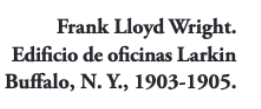 Frank Lloyd Wright.
Edificio de oficinas Larkin
Buffalo, N. Y., 1903-1905.